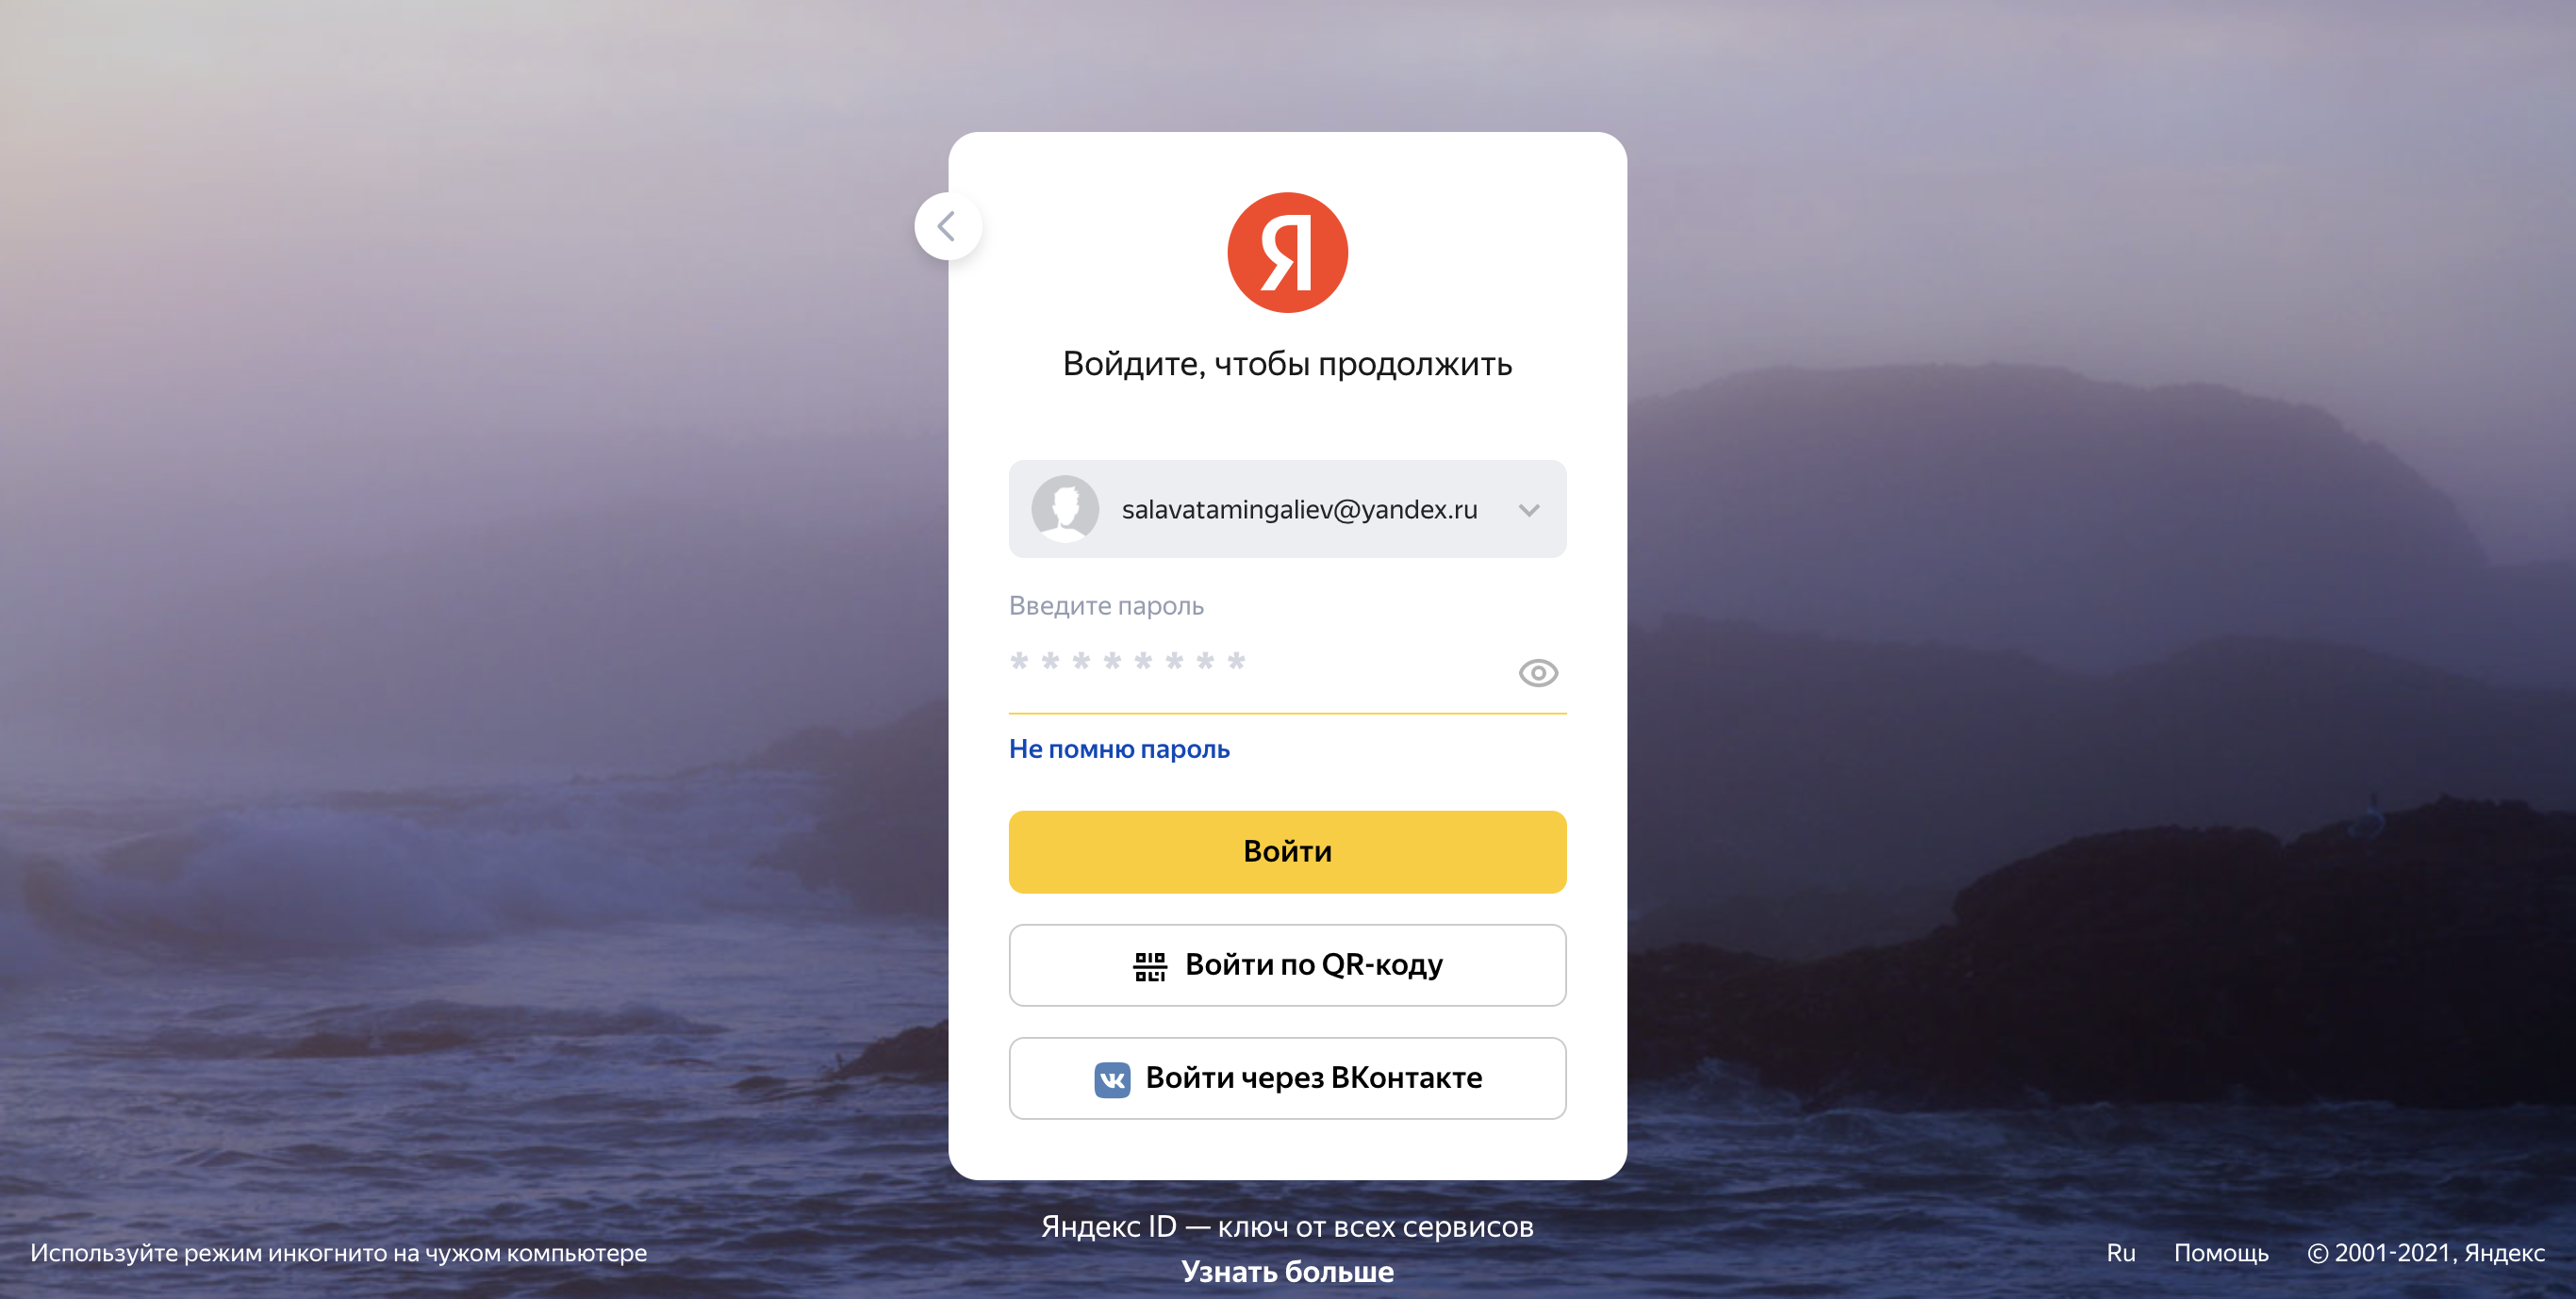 Я
Войдите, чтобы продолжить
salavatamingaliev@yandex.ru
Введите пароль
* * * * * * * *
Не помню пароль
Войти
Войти по QR-коду
Войти через ВКонтакте
Яндекс ID — ключ от всех сервисов
Узнать больше
Используйте режим инкогнито на чужом компьютере
Ru Помощь © 2001-2021, Яндекс